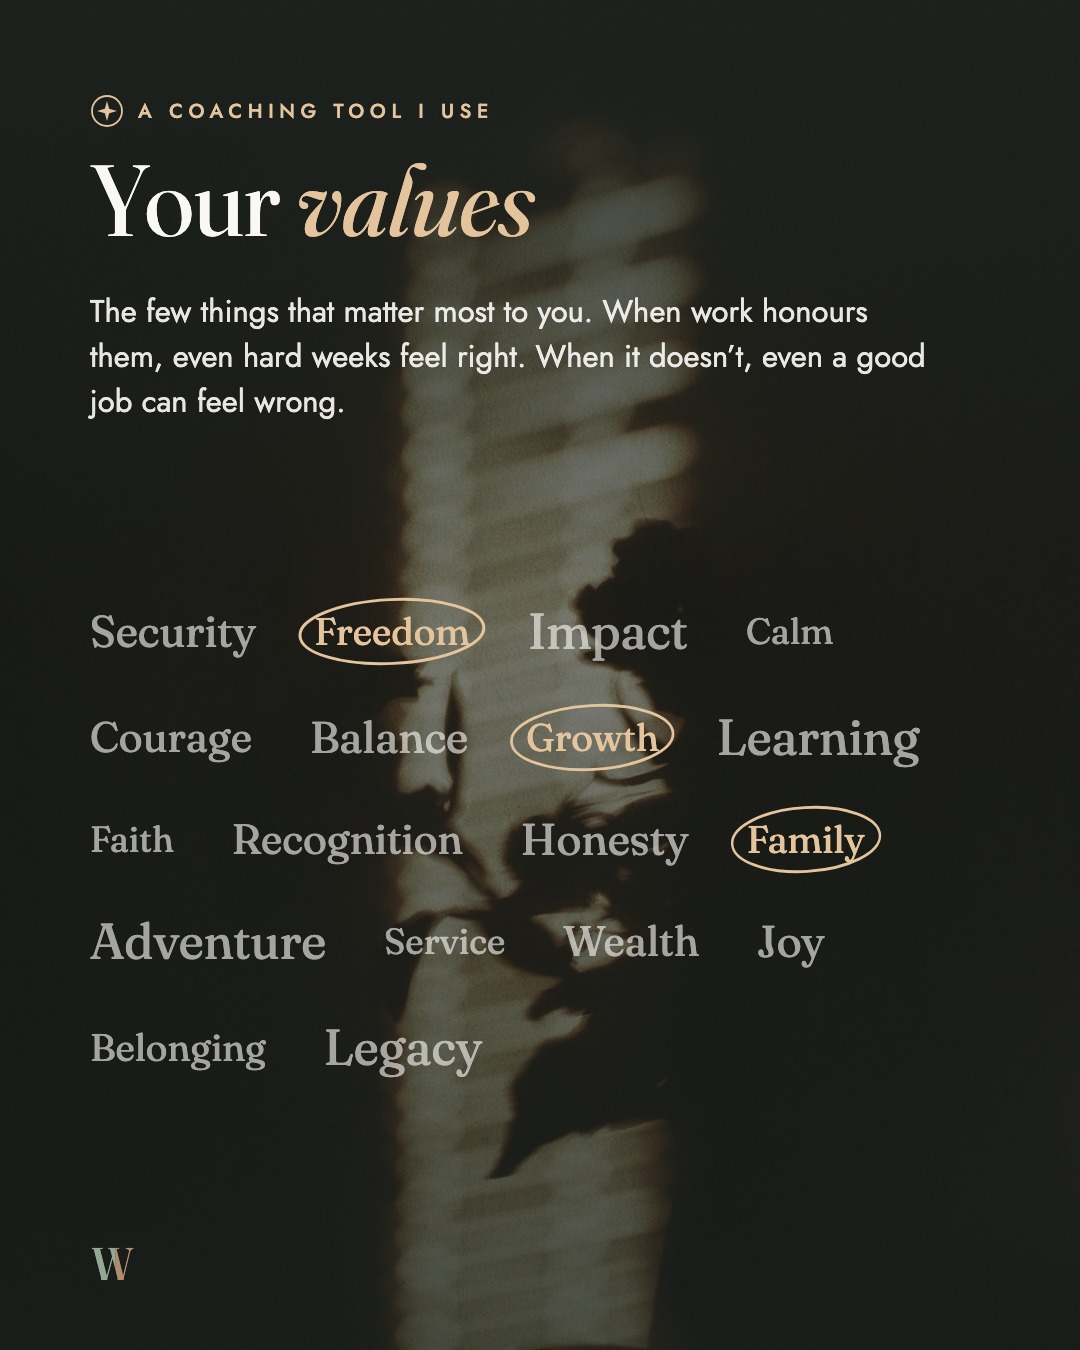 A COACHING TOOL I USE
Your values
The few things that matter most to you. When work honours
them, even hard weeks feel right. When it doesn’t, even a good
job can feel wrong.
Security Freedom Impact Calm
Courage Balance Growth Learning
Faith Recognition Honesty Family
Adventure Service Wealth Joy
Belonging Legacy
W